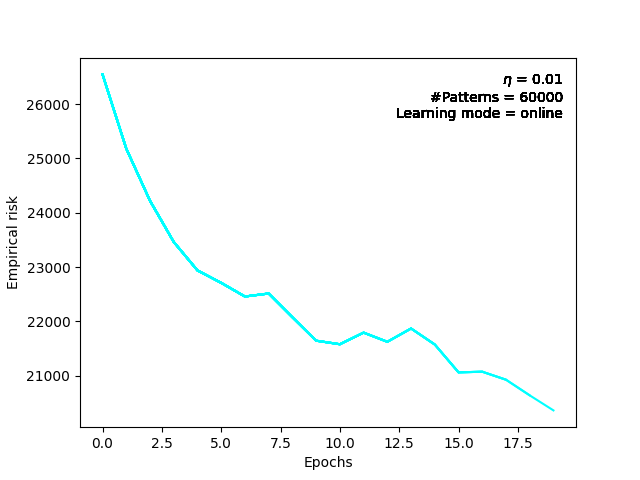 η = 0.01
#Patterns = 60000
Learning mode = online
Empirical risk
26000
25000
24000
23000
22000
21000
0.0 2.5 5.0 7.5 10.0 12.5 15.0 17.5
Epochs